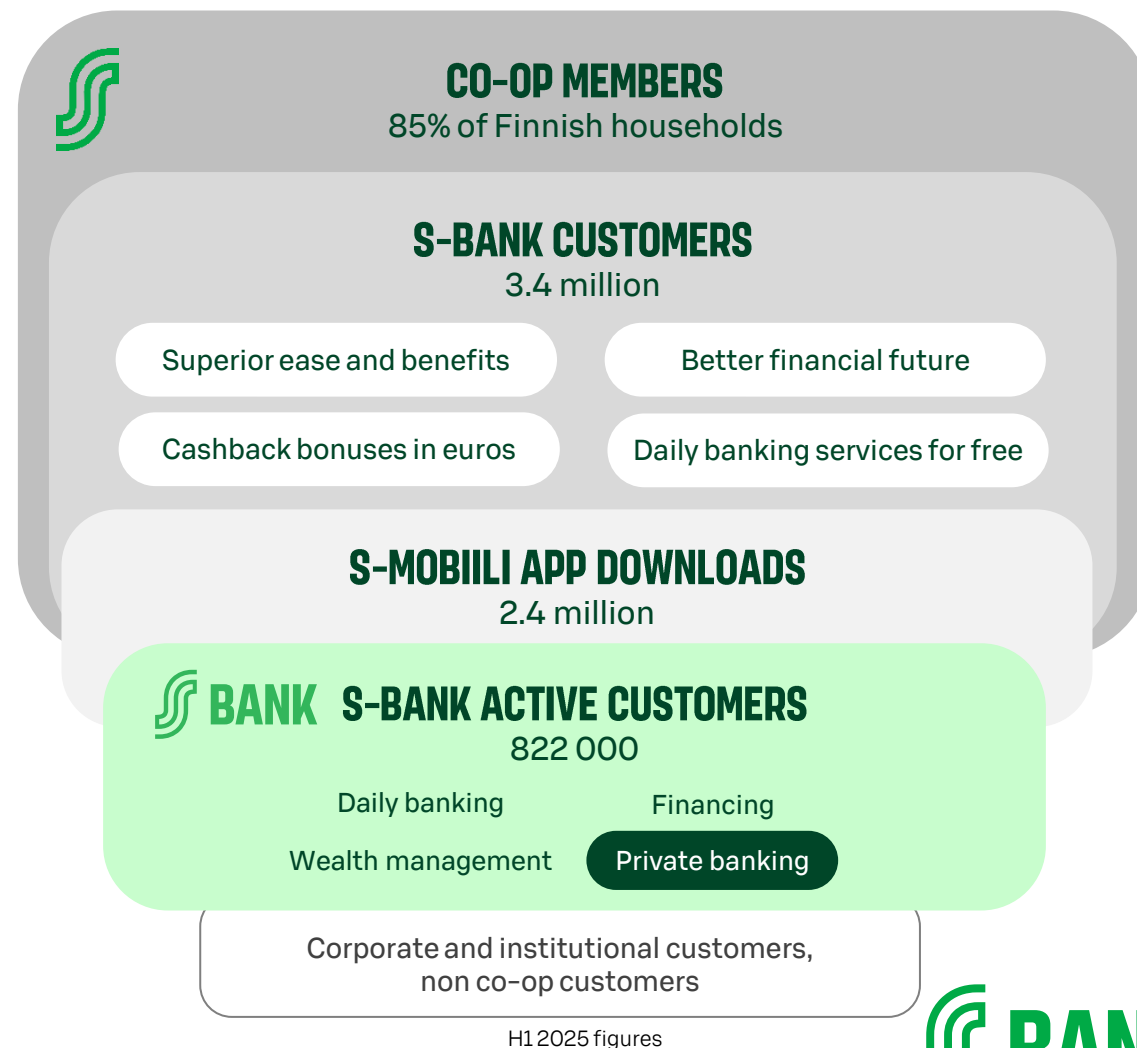 CO-OP MEMBERS
85% of Finnish households
S-BANK CUSTOMERS
3.4 million
Superior ease and benefits
Better financial future
Cashback bonuses in euros
Daily banking services for free
S-MOBIILI APP DOWNLOADS
2.4 million
BANK S-BANK ACTIVE CUSTOMERS
822 000
Daily banking
Financing
Wealth management
Private banking
Corporate and institutional customers,
non co-op customers
H1 2025 figures